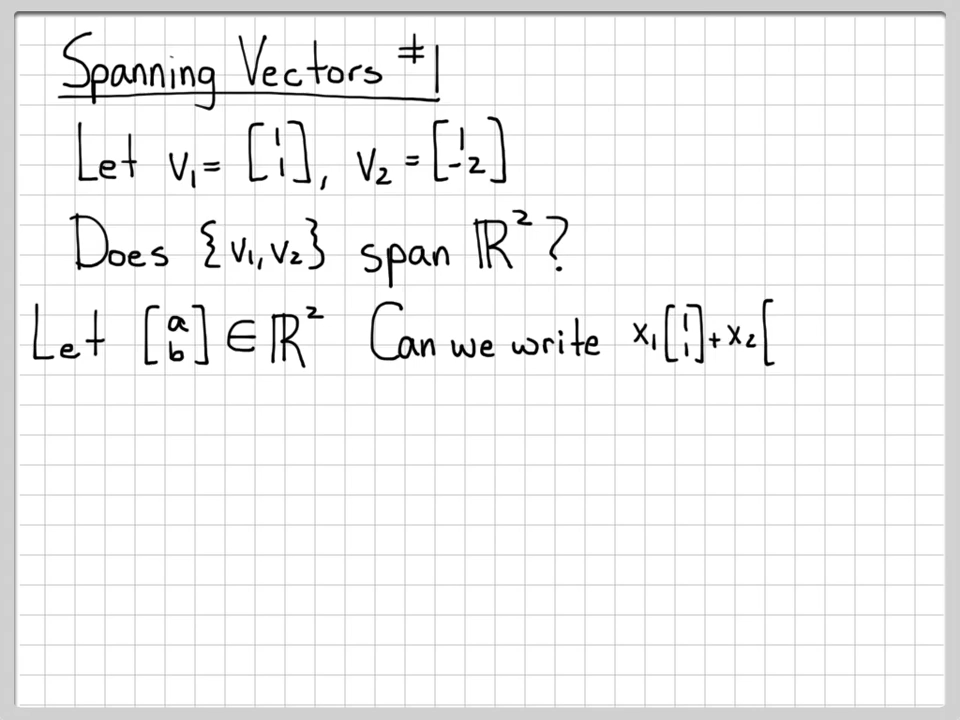 Spanning Vectors #1
Let v₁ = [1 1], v₂ = [1 -2]
Does {v₁, v₂} span ℝ²?
Let [a b] ∈ ℝ² Can we write x₁[1 1] + x₂[